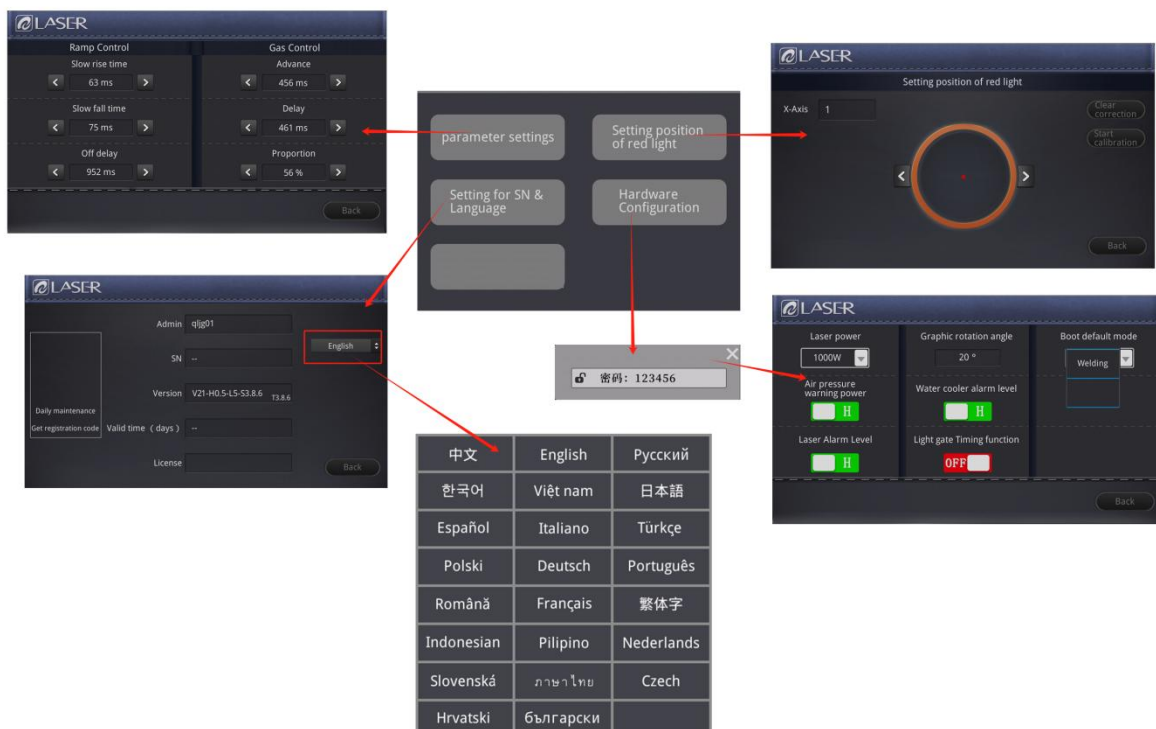 LASER
Ramp Control
Gas Control
Slow rise time
Advance
< 63 ms >
< 456 ms >
Slow fall time
Delay
< 75 ms >
< 461 ms >
Off delay
Proportion
< 952 ms >
< 56 % >
Back
parameter settings
Setting position
of red light
Setting for SN &
Language
Hardware
Configuration
LASER
Setting position of red light
X-Axis 1
Clear
correction
Start
calibration
< >
Back
LASER
Admin qljg01
English
SN --
Version V21-H0.5-L5-S3.8.6 T3.8.6
Daily maintenance
Get registration code
Valid time ( days ) --
License
Back
密码: 123456
LASER
Laser power
Graphic rotation angle
Boot default mode
1000W
20 °
Welding
Air pressure
warning power
Water cooler alarm level
H
H
Laser Alarm Level
Light gate Timing function
H
OFF
Back
中文 English Русский
한국어 Việt nam 日本語
Español Italiano Türkçe
Polski Deutsch Português
Română Français 繁体字
Indonesian Pilipino Nederlands
Slovenská ภาษาไทย Czech
Hrvatski български